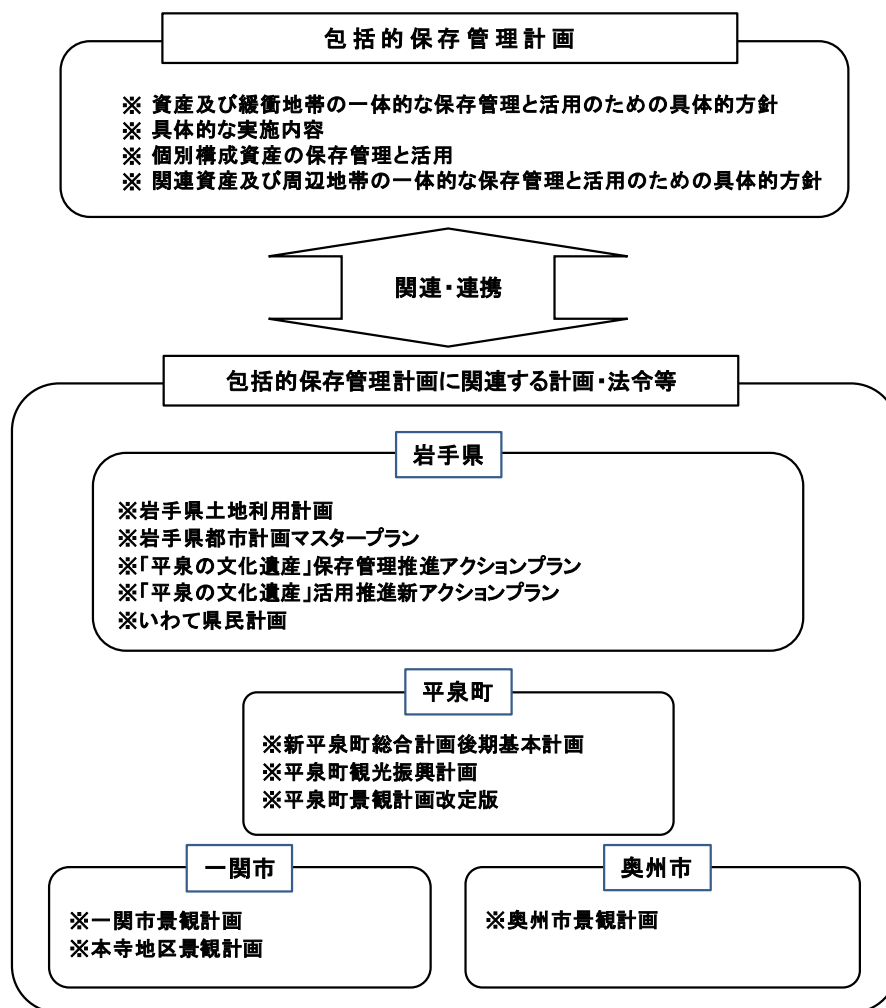 包括的保存管理計画
※ 資産及び緩衝地帯の一体的な保存管理と活用のための具体的方針
※ 具体的な実施内容
※ 個別構成資産の保存管理と活用
※ 関連資産及び周辺地帯の一体的な保存管理と活用のための具体的方針
関連・連携
包括的保存管理計画に関連する計画・法令等
岩手県
※岩手県土地利用計画
※岩手県都市計画マスタープラン
※「平泉の文化遺産」保存管理推進アクションプラン
※「平泉の文化遺産」活用推進新アクションプラン
※いわて県民計画
平泉町
※新平泉町総合計画後期基本計画
※平泉町観光振興計画
※平泉町景観計画改定版
一関市
※一関市景観計画
※本寺地区景観計画
奥州市
※奥州市景観計画